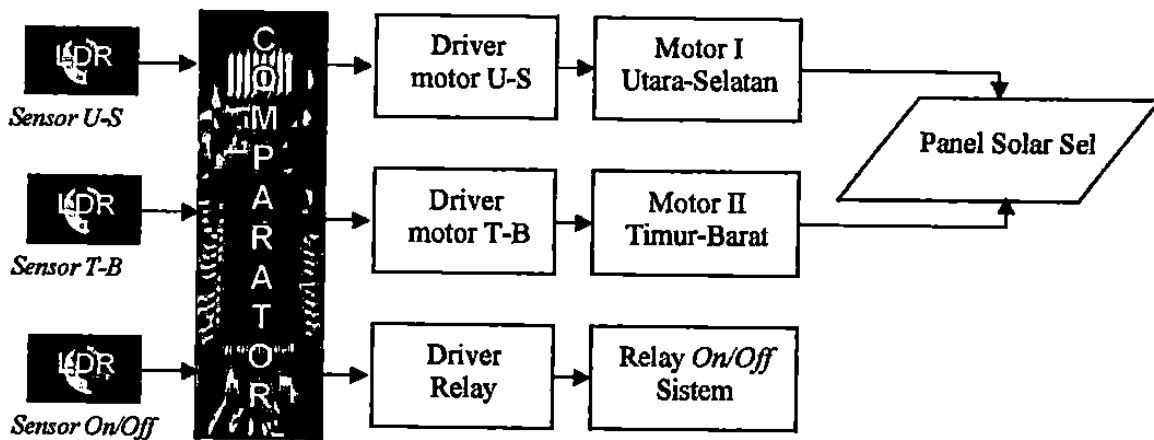 LDR
Sensor U-S
LDR
Sensor T-B
LDR
Sensor On/Off
COMPARATOR
Driver
motor U-S
Motor I
Utara-Selatan
Driver
motor T-B
Motor II
Timur-Barat
Driver
Relay
Relay On/Off
Sistem
Panel Solar Sel